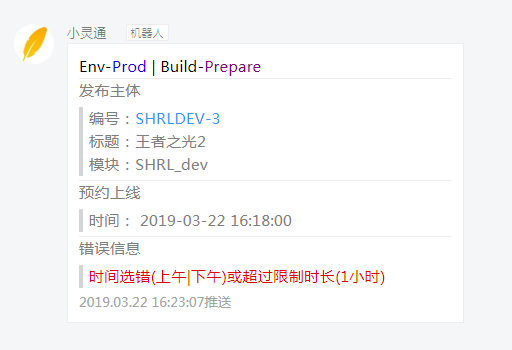 小灵通 机器人
Env-Prod | Build-Prepare
发布主体
编号：SHRLDEV-3
标题：王者之光2
模块：SHRL_dev
预约上线
时间： 2019-03-22 16:18:00
错误信息
时间选错(上午|下午)或超过限制时长(1小时)
2019.03.22 16:23:07推送